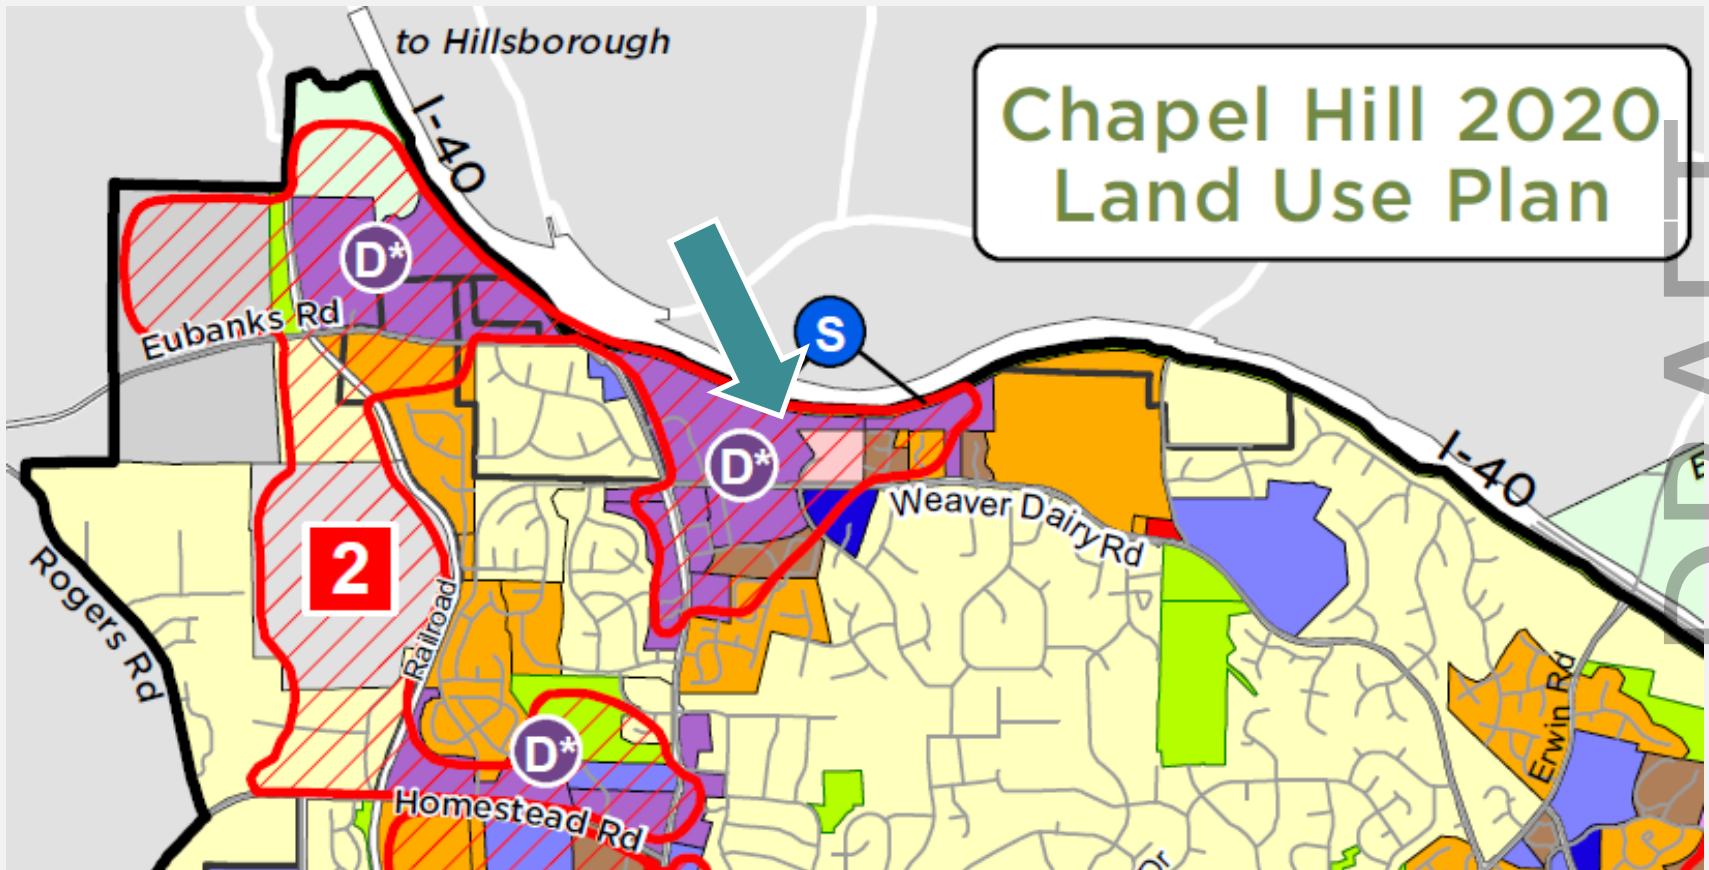 to Hillsborough
Chapel Hill 2020
Land Use Plan
I-40
D*
Eubanks Rd
S
D*
I-40
Weaver Dairy Rd
2
Rogers Rd
Railroad
Erwin Rd
D*
Homestead Rd
Dr
E